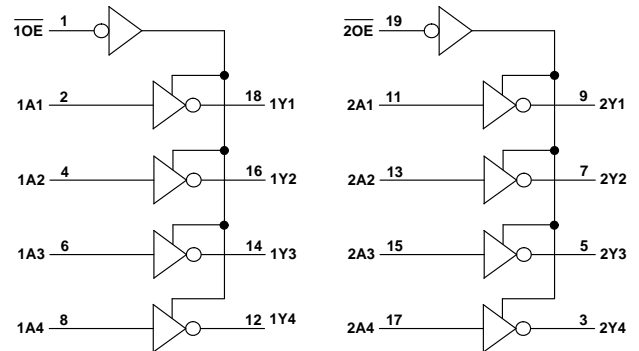 1OE 1
1A1 2 18 1Y1
1A2 4 16 1Y2
1A3 6 14 1Y3
1A4 8 12 1Y4
2OE 19
2A1 11 9 2Y1
2A2 13 7 2Y2
2A3 15 5 2Y3
2A4 17 3 2Y4